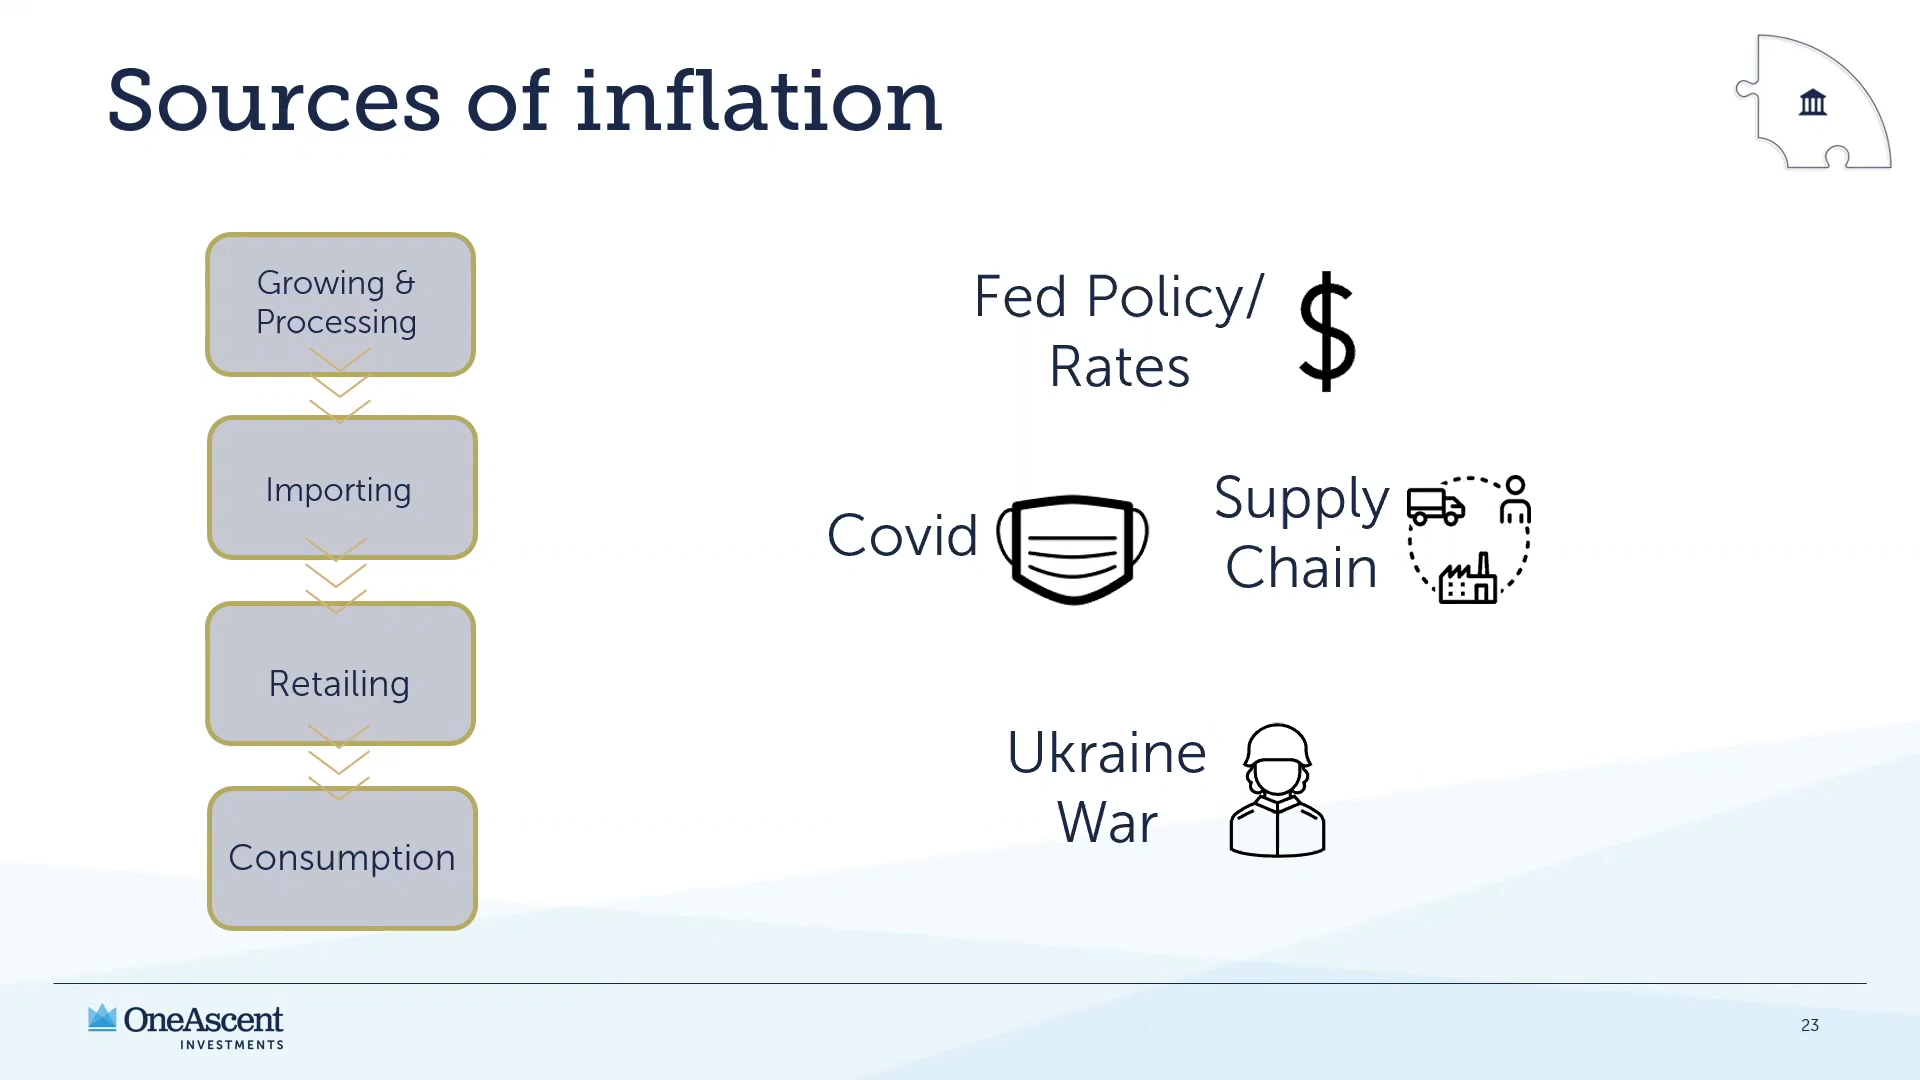 Sources of inflation
Growing &
Processing
Importing
Retailing
Consumption
Fed Policy/
Rates
$
Covid
Supply
Chain
Ukraine
War
OneAscent
INVESTMENTS
23